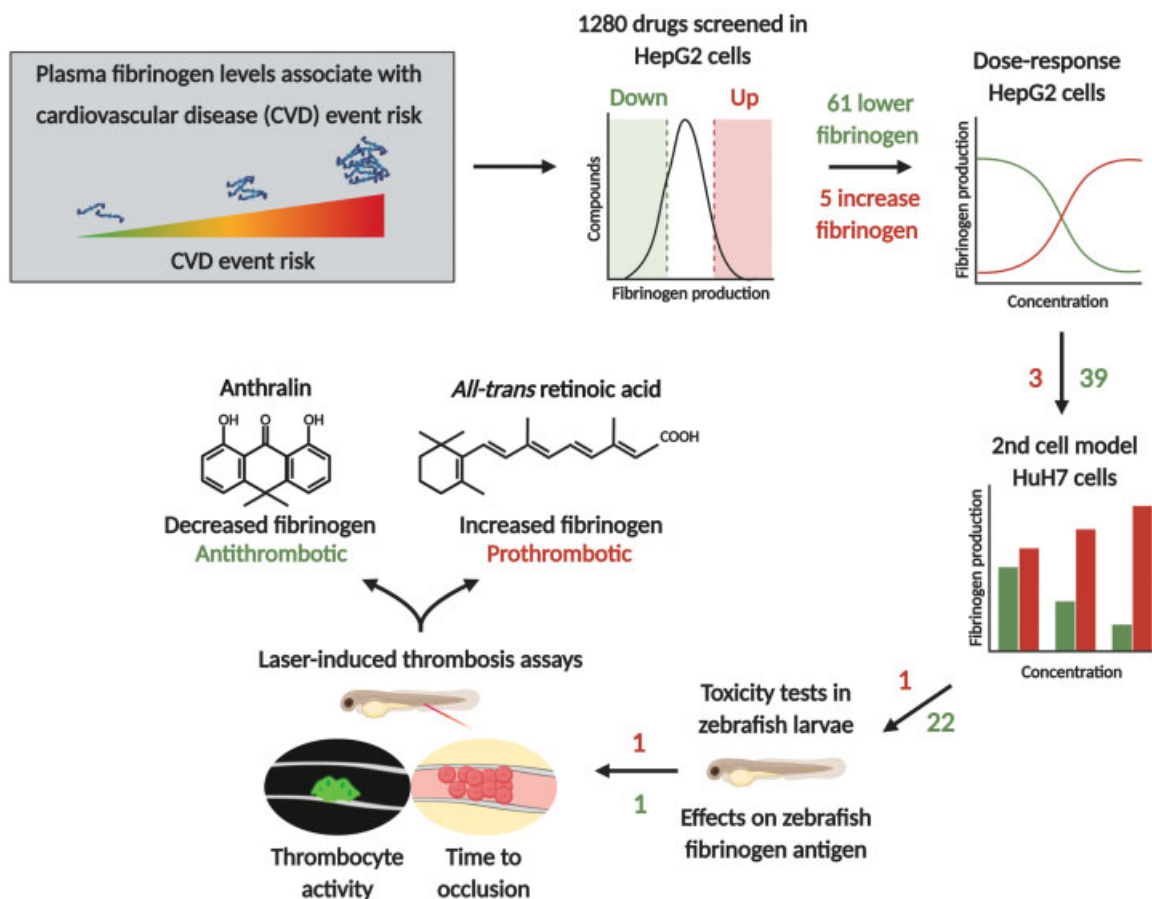 Plasma fibrinogen levels associate with
cardiovascular disease (CVD) event risk
CVD event risk
1280 drugs screened in
HepG2 cells
Down
Up
Compounds
Fibrinogen production
61 lower
fibrinogen
5 increase
fibrinogen
Dose-response
HepG2 cells
Fibrinogen production
Concentration
3
39
2nd cell model
HuH7 cells
Fibrinogen production
Concentration
1
22
Toxicity tests in
zebrafish larvae
Effects on zebrafish
fibrinogen antigen
1
1
Laser-induced thrombosis assays
Thrombocyte
activity
Time to
occlusion
Anthralin
OH
O
OH
Decreased fibrinogen
Antithrombotic
All-trans retinoic acid
COOH
Increased fibrinogen
Prothrombotic